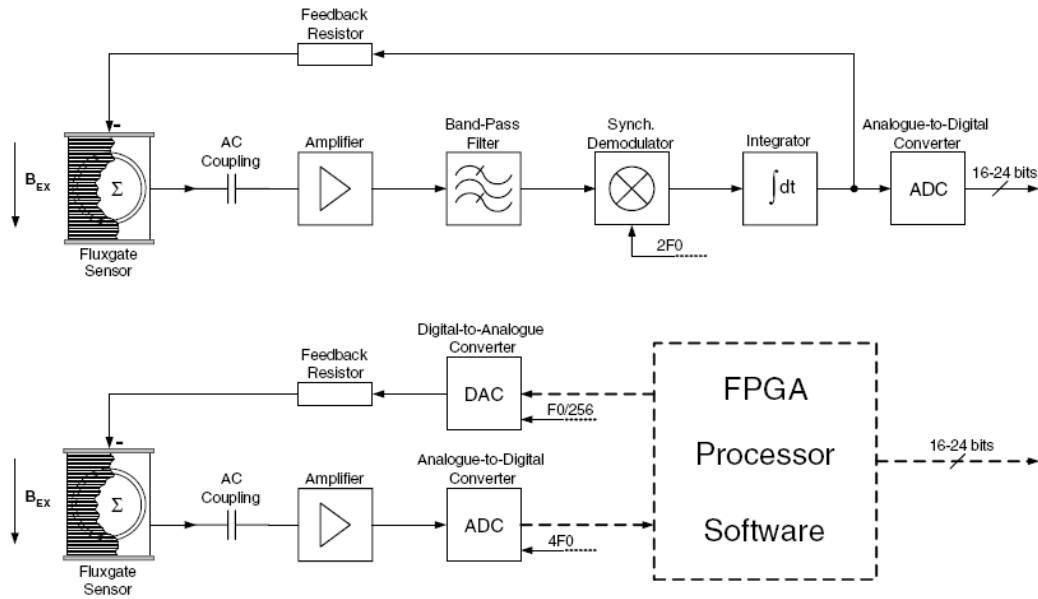 Feedback
Resistor
AC
Coupling
Amplifier
Band-Pass
Filter
Synch.
Demodulator
Integrator
Analogue-to-Digital
Converter
-
B_EX
Σ
∫dt
ADC
16-24 bits
2F0
Fluxgate
Sensor
Digital-to-Analogue
Converter
Feedback
Resistor
DAC
F0/256
FPGA
Processor
Software
16-24 bits
-
B_EX
Σ
AC
Coupling
Amplifier
Analogue-to-Digital
Converter
ADC
4F0
Fluxgate
Sensor